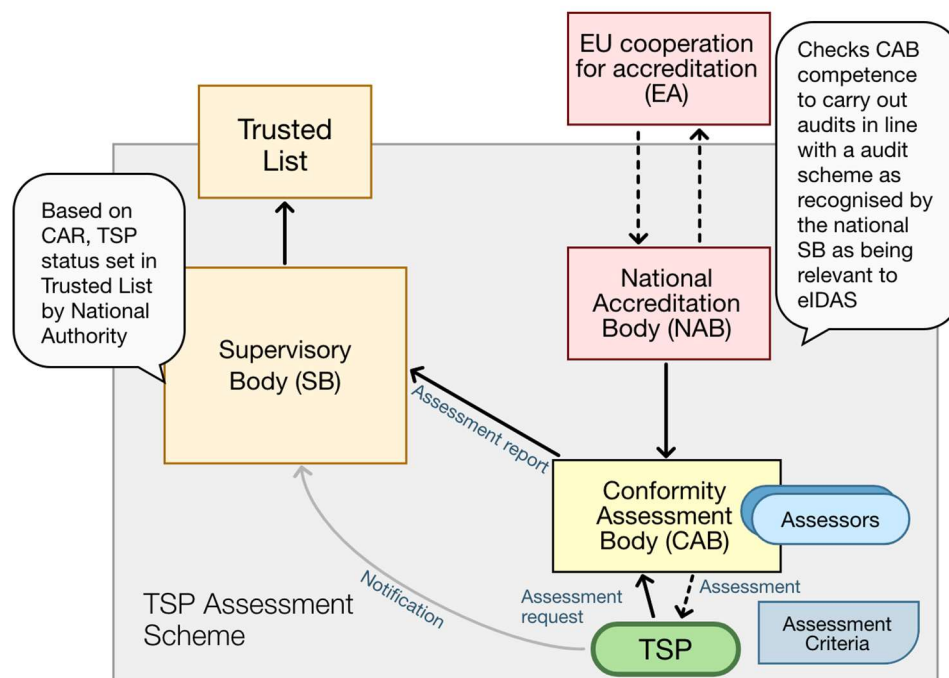 EU cooperation
for accreditation
(EA)
Checks CAB
competence
to carry out
audits in line
with a audit
scheme as
recognised by
the national
SB as being
relevant to
eIDAS
Trusted
List
Based on
CAR, TSP
status set in
Trusted List
by National
Authority
National
Accreditation
Body (NAB)
Supervisory
Body (SB)
Assessment report
Conformity
Assessment
Body (CAB)
Assessors
Notification
Assessment
request
Assessment
TSP Assessment
Scheme
TSP
Assessment
Criteria